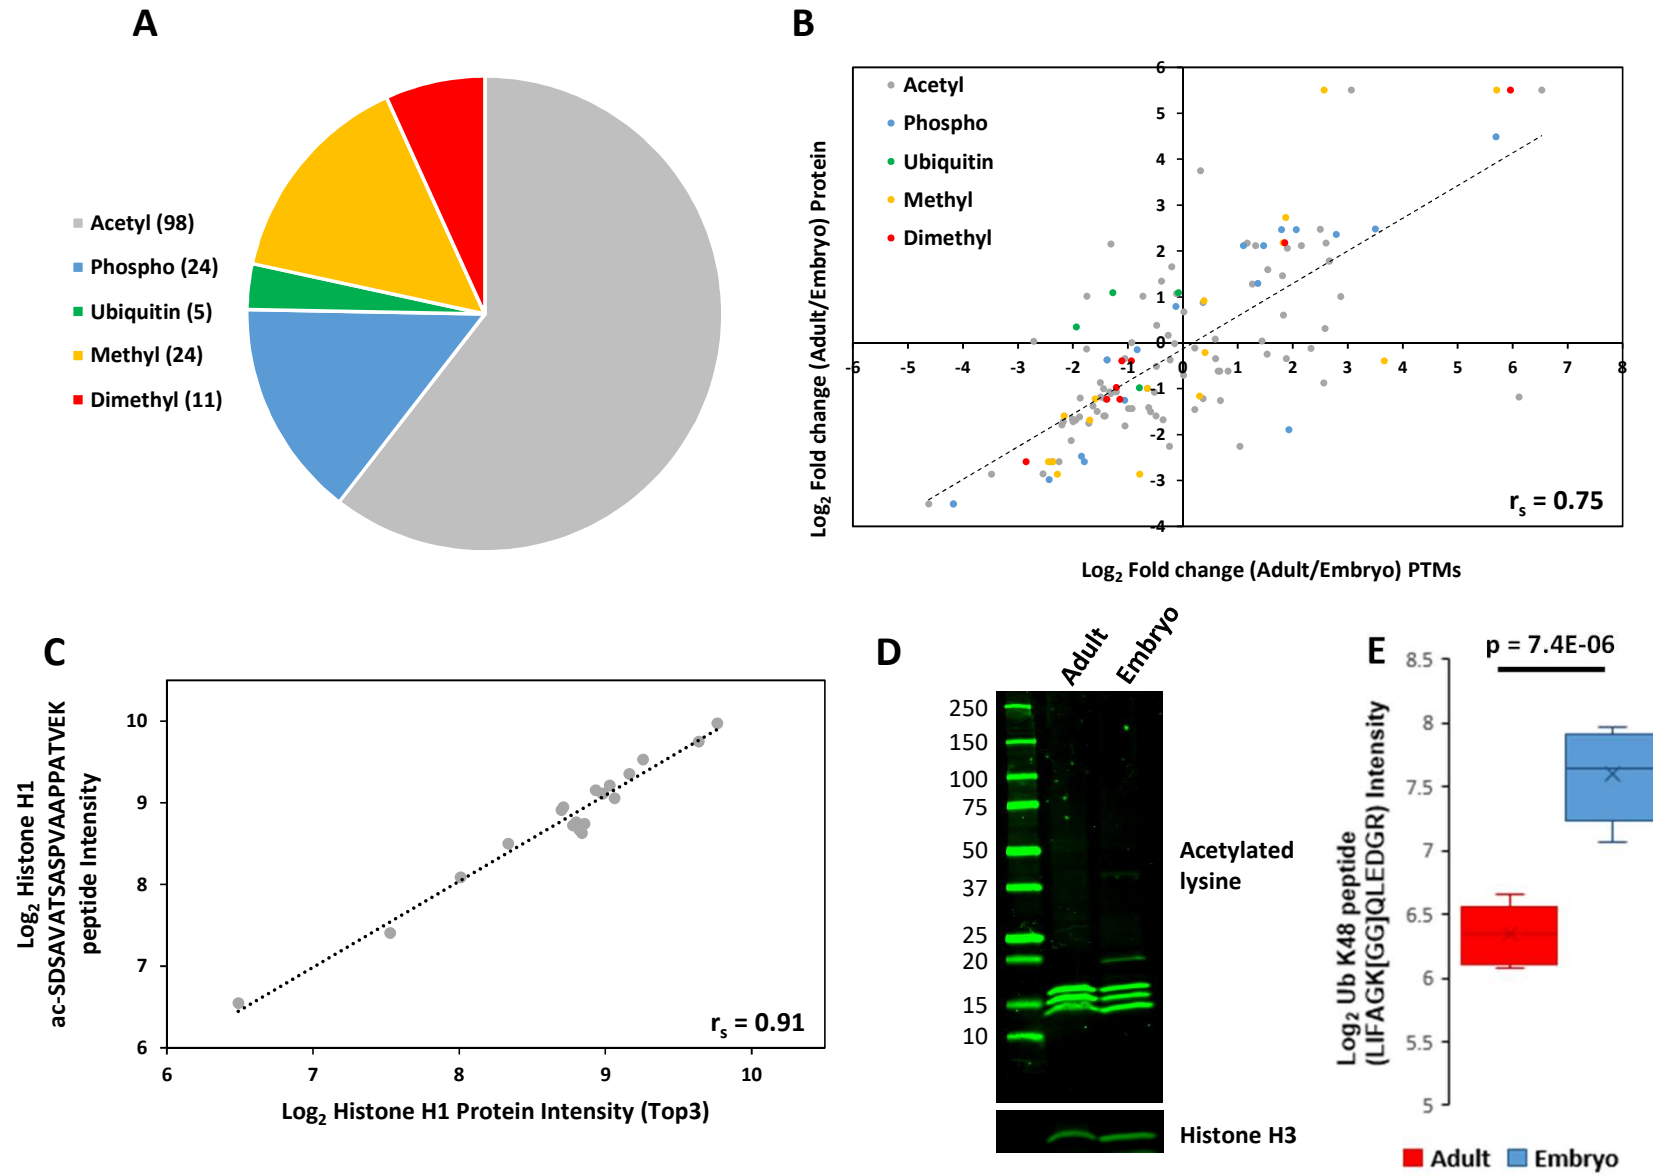 A
Acetyl (98)
Phospho (24)
Ubiquitin (5)
Methyl (24)
Dimethyl (11)
B
Log2 Fold change (Adult/Embryo) Protein
6
5
4
3
2
1
0
-1
-2
-3
-4
-6 -5 -4 -3 -2 -1 0 1 2 3 4 5 6 7 8
Acetyl
Phospho
Ubiquitin
Methyl
Dimethyl
rs = 0.75
Log2 Fold change (Adult/Embryo) PTMs
C
Log2 Histone H1
ac-SDSAVATSASPVAAPPATVEK
peptide Intensity
10
9
8
7
6
6 7 8 9 10
rs = 0.91
Log2 Histone H1 Protein Intensity (Top3)
D
Adult
Embryo
250
150
100
75
50
37
25
20
15
10
Acetylated
lysine
Histone H3
E
p = 7.4E-06
Log2 Ub K48 peptide
(LIFAGK[GG]QLEDGR) Intensity
8.5
8
7.5
7
6.5
6
5.5
5
Adult Embryo